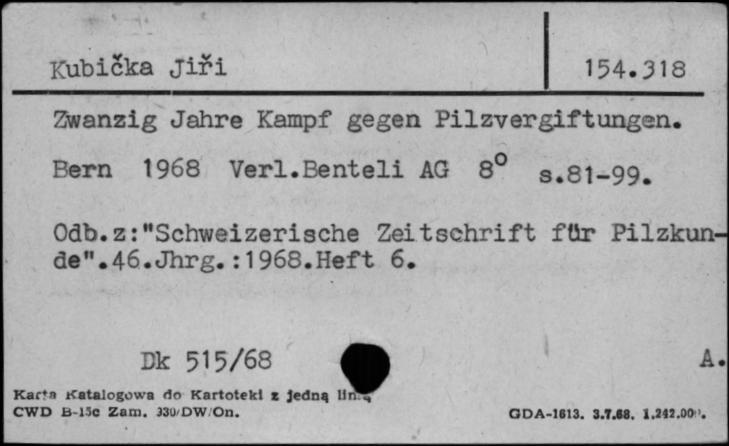 Kubička Jiři 154.318
Zwanzig Jahre Kampf gegen Pilzvergiftungen.
Bern 1968 Verl.Benteli AG 8° s.81-99.
Odb.z:"Schweizerische Zeitschrift für Pilzkun-
de".46.Jhrg.:1968.Heft 6.
Dk 515/68 A.
Karta Katalogowa do Kartoteki z jedną linią
CWD B-15c Zam. 330/DW/On. GDA-1613. 3.7.68. 1.242.000.